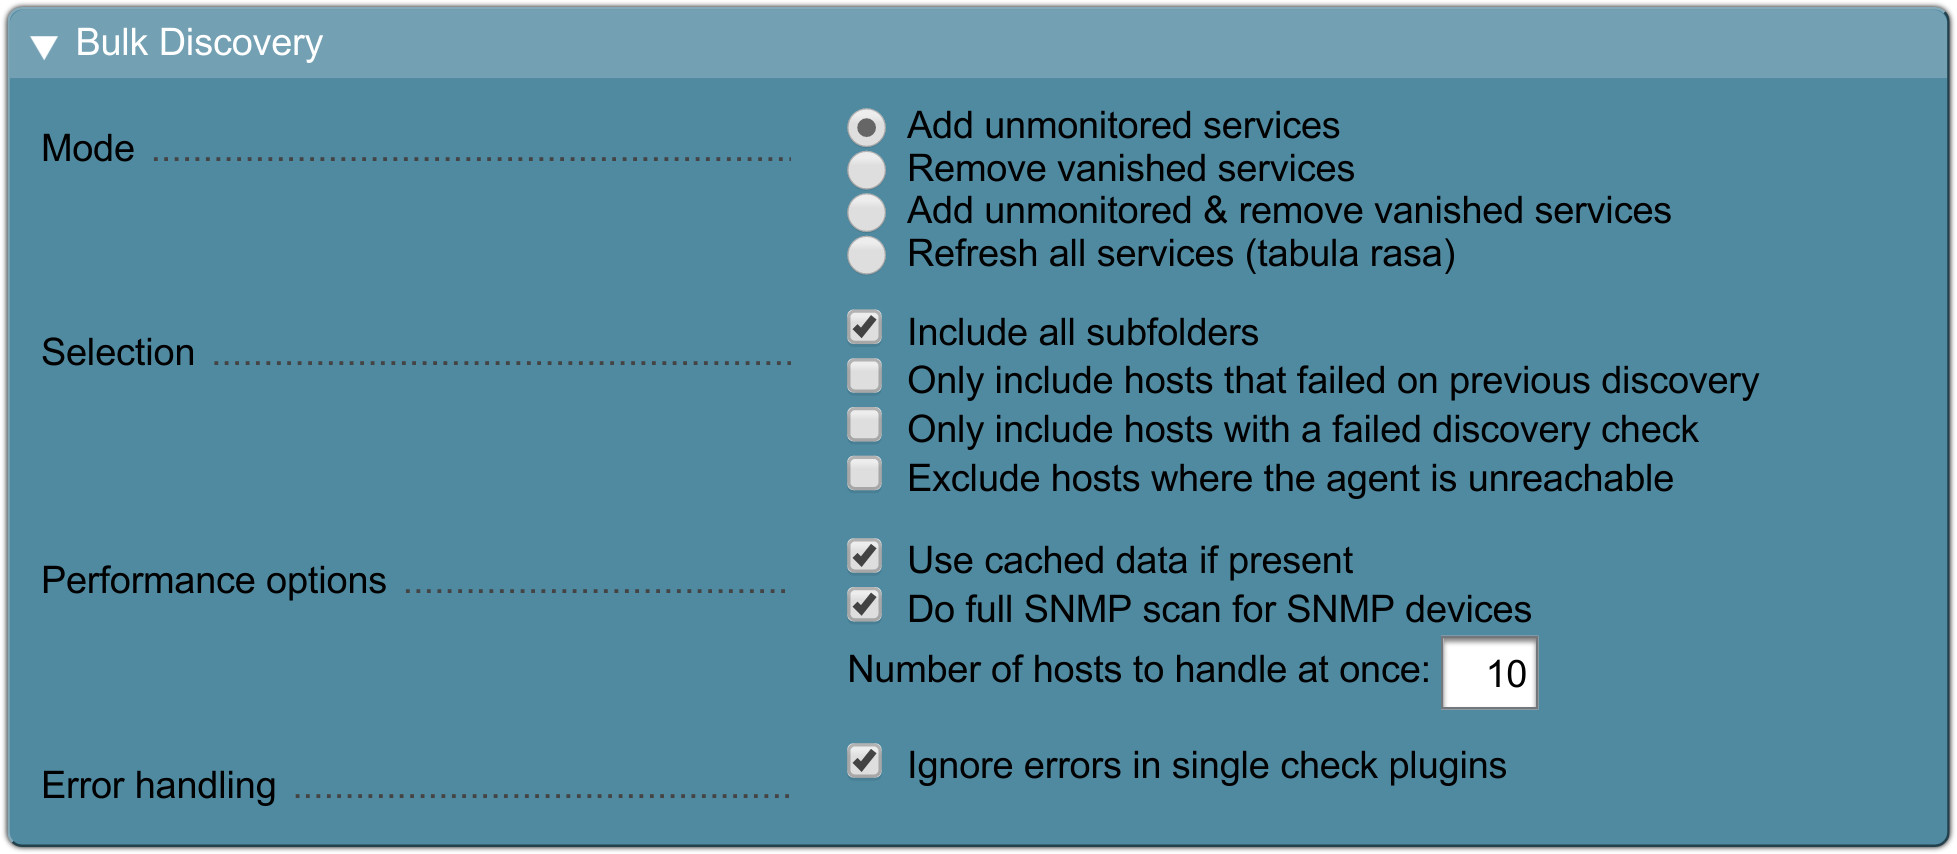 Bulk Discovery
Mode
Add unmonitored services
Remove vanished services
Add unmonitored & remove vanished services
Refresh all services (tabula rasa)
Selection
Include all subfolders
Only include hosts that failed on previous discovery
Only include hosts with a failed discovery check
Exclude hosts where the agent is unreachable
Performance options
Use cached data if present
Do full SNMP scan for SNMP devices
Number of hosts to handle at once: 10
Error handling
Ignore errors in single check plugins